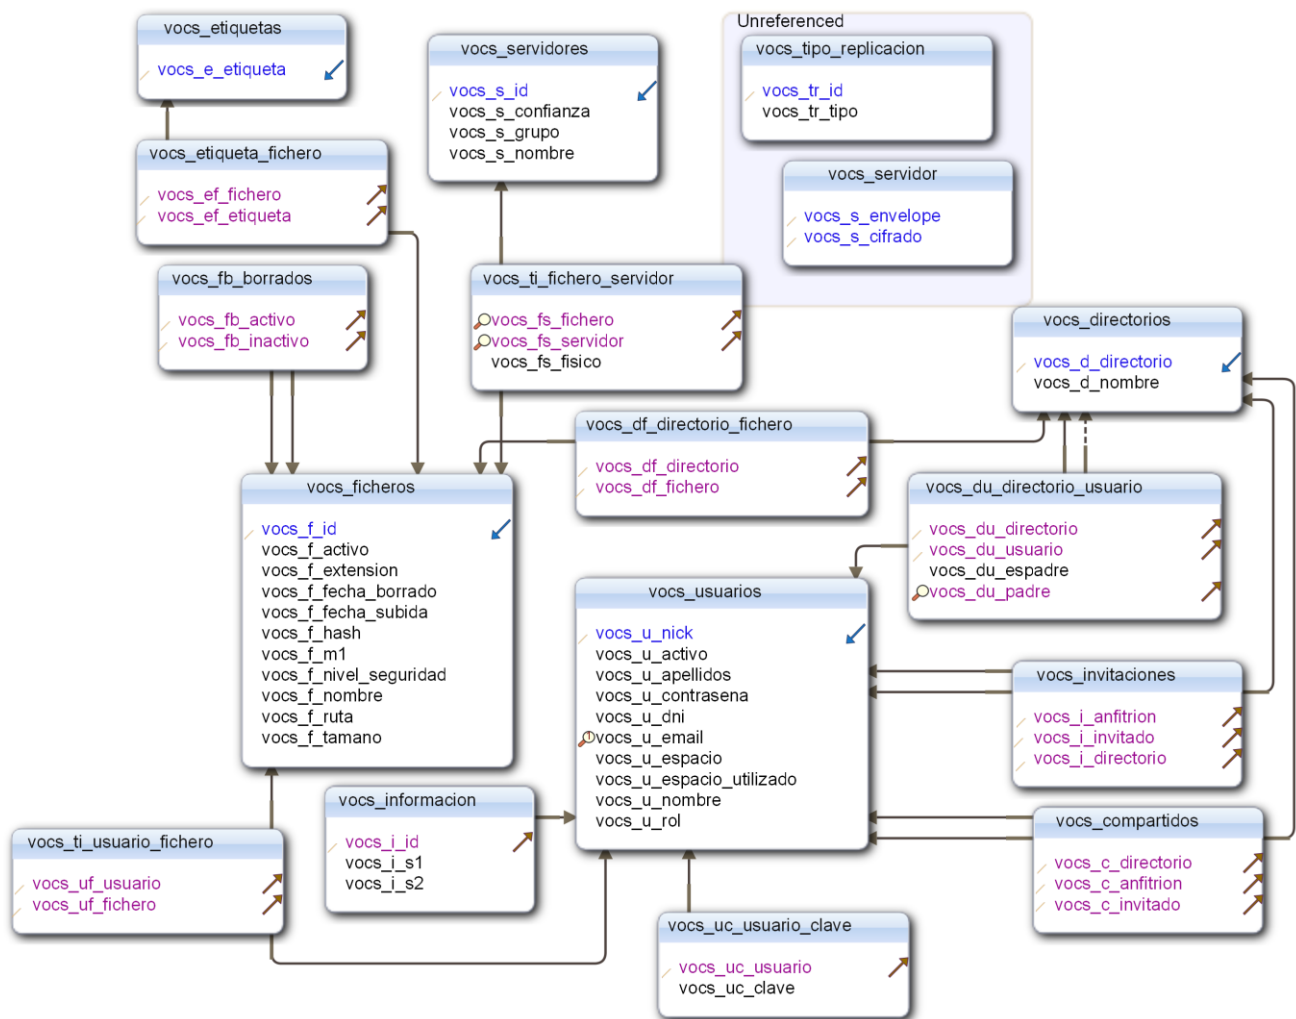 vocs_etiquetas
vocs_e_etiqueta
vocs_servidores
vocs_s_id
vocs_s_confianza
vocs_s_grupo
vocs_s_nombre
Unreferenced
vocs_tipo_replicacion
vocs_tr_id
vocs_tr_tipo
vocs_servidor
vocs_s_envelope
vocs_s_cifrado
vocs_etiqueta_fichero
vocs_ef_fichero
vocs_ef_etiqueta
vocs_fb_borrados
vocs_fb_activo
vocs_fb_inactivo
vocs_ti_fichero_servidor
vocs_fs_fichero
vocs_fs_servidor
vocs_fs_fisico
vocs_directorios
vocs_d_directorio
vocs_d_nombre
vocs_df_directorio_fichero
vocs_df_directorio
vocs_df_fichero
vocs_ficheros
vocs_f_id
vocs_f_activo
vocs_f_extension
vocs_f_fecha_borrado
vocs_f_fecha_subida
vocs_f_hash
vocs_f_m1
vocs_f_nivel_seguridad
vocs_f_nombre
vocs_f_ruta
vocs_f_tamano
vocs_du_directorio_usuario
vocs_du_directorio
vocs_du_usuario
vocs_du_espadre
vocs_du_padre
vocs_usuarios
vocs_u_nick
vocs_u_activo
vocs_u_apellidos
vocs_u_contrasena
vocs_u_dni
vocs_u_email
vocs_u_espacio
vocs_u_espacio_utilizado
vocs_u_nombre
vocs_u_rol
vocs_invitaciones
vocs_i_anfitrion
vocs_i_invitado
vocs_i_directorio
vocs_informacion
vocs_i_id
vocs_i_s1
vocs_i_s2
vocs_compartidos
vocs_c_directorio
vocs_c_anfitrion
vocs_c_invitado
vocs_ti_usuario_fichero
vocs_uf_usuario
vocs_uf_fichero
vocs_uc_usuario_clave
vocs_uc_usuario
vocs_uc_clave